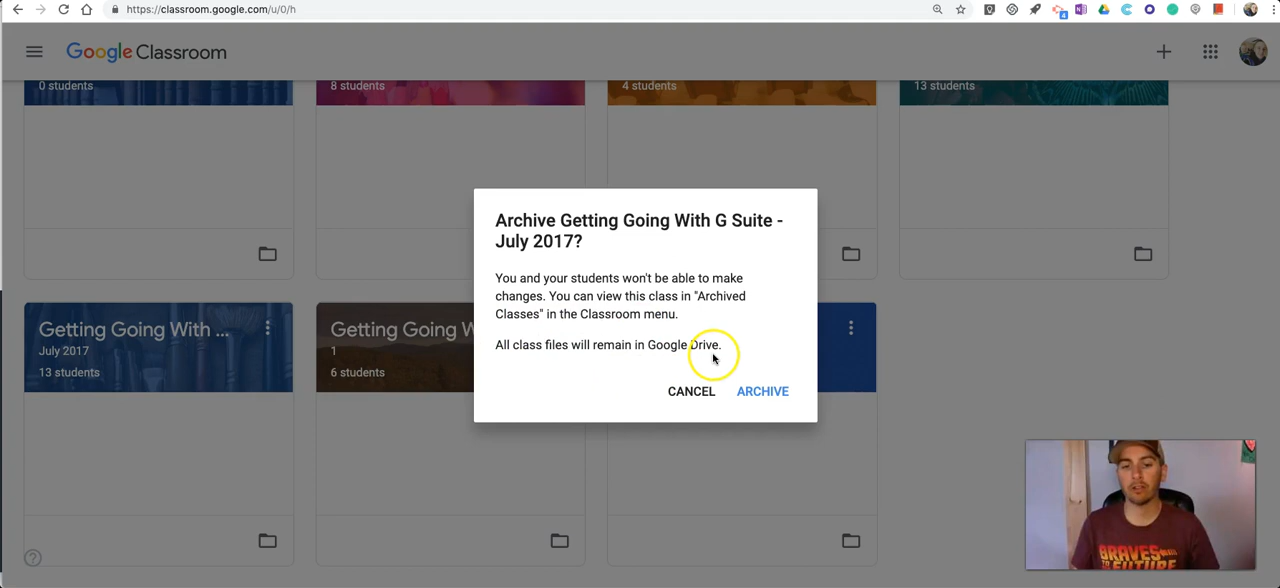 https://classroom.google.com/u/0/h
4
Google Classroom
0 students
8 students
4 students
13 students
Archive Getting Going With G Suite -
July 2017?
You and your students won't be able to make
changes. You can view this class in "Archived
Classes" in the Classroom menu.
All class files will remain in Google Drive.
CANCEL
ARCHIVE
Getting Going With ...
July 2017
13 students
Getting Going W
1
6 students
BRAVES
TO FUTURE